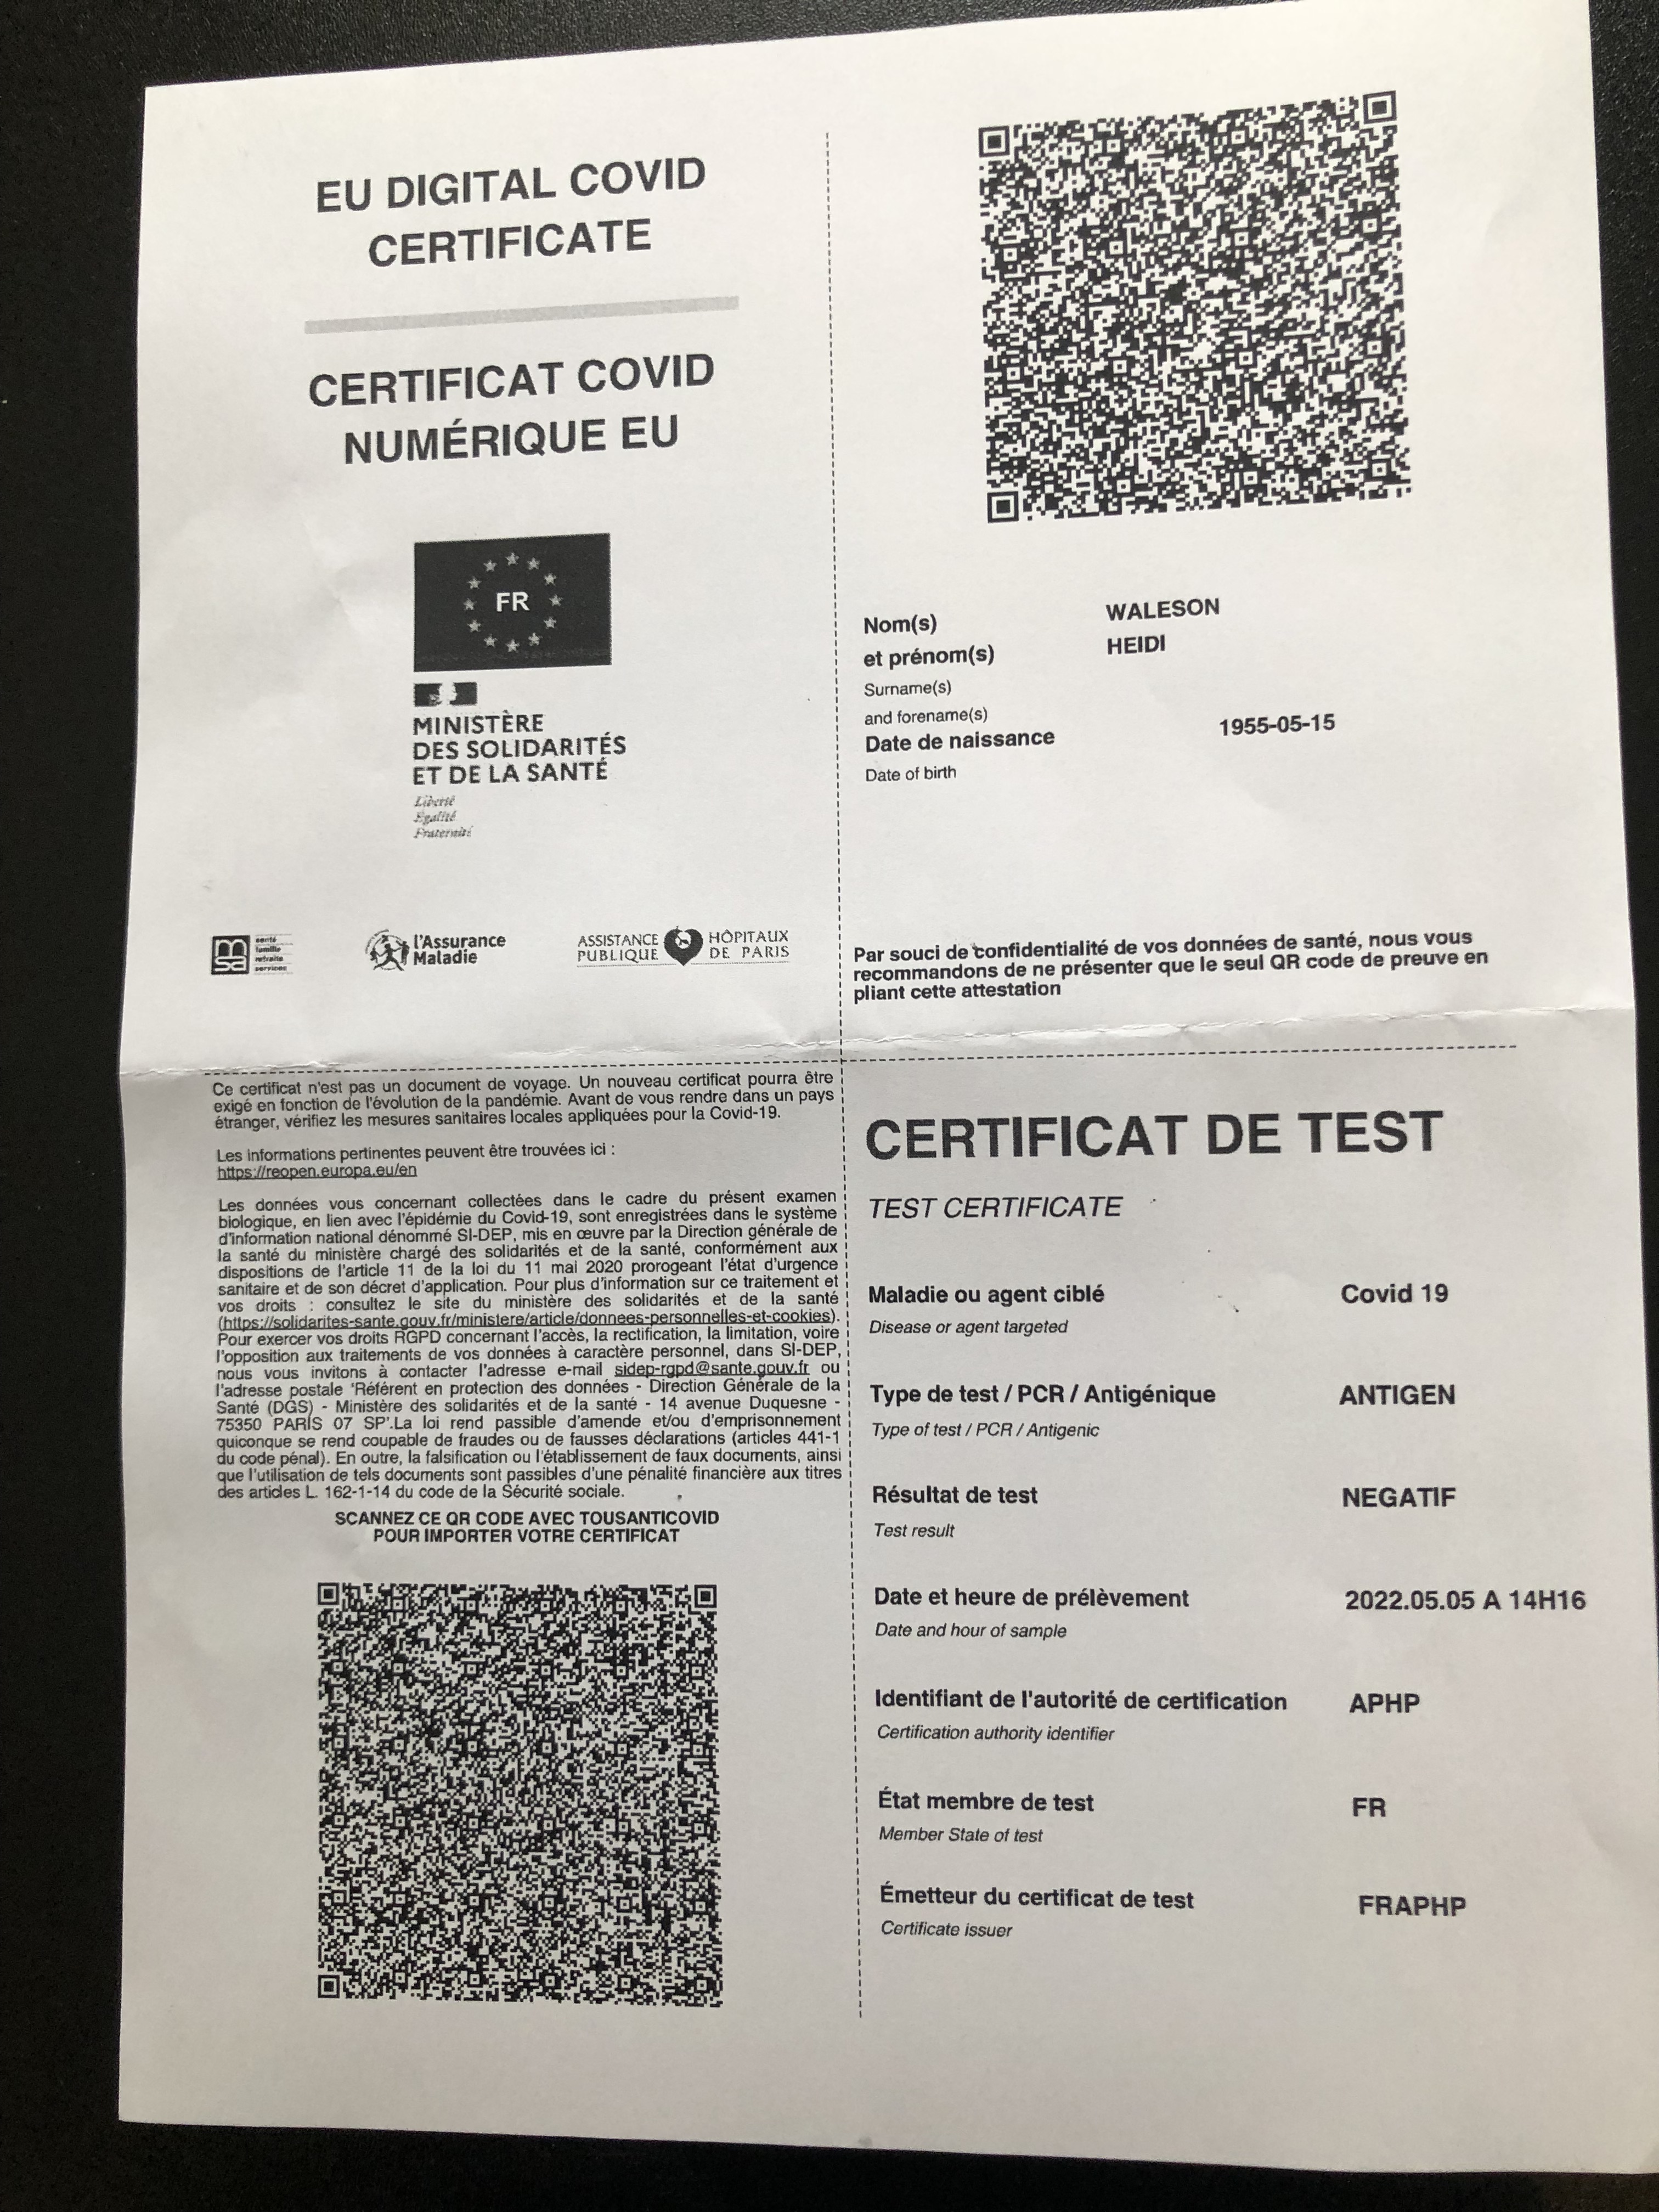 EU DIGITAL COVID
CERTIFICATE
CERTIFICAT COVID
NUMÉRIQUE EU
FR
MINISTÈRE
DES SOLIDARITÉS
ET DE LA SANTÉ
Liberté
Égalité
Fraternité
msa
santé
famille
retraite
services
l'Assurance
Maladie
ASSISTANCE
PUBLIQUE
HÔPITAUX
DE PARIS
Nom(s)
et prénom(s)
WALESON
HEIDI
Surname(s)
and forename(s)
Date de naissance 1955-05-15
Date of birth
Par souci de confidentialité de vos données de santé, nous vous
recommandons de ne présenter que le seul QR code de preuve en
pliant cette attestation
Ce certificat n'est pas un document de voyage. Un nouveau certificat pourra être
exigé en fonction de l'évolution de la pandémie. Avant de vous rendre dans un pays
étranger, vérifiez les mesures sanitaires locales appliquées pour la Covid-19.
Les informations pertinentes peuvent être trouvées ici :
https://reopen.europa.eu/en
Les données vous concernant collectées dans le cadre du présent examen
biologique, en lien avec l'épidémie du Covid-19, sont enregistrées dans le système
d'information national dénommé SI-DEP, mis en œuvre par la Direction générale de
la santé du ministère chargé des solidarités et de la santé, conformément aux
dispositions de l'article 11 de la loi du 11 mai 2020 prorogeant l'état d'urgence
sanitaire et de son décret d'application. Pour plus d'information sur ce traitement et
vos droits : consultez le site du ministère des solidarités et de la santé
(https://solidarites-sante.gouv.fr/ministere/article/donnees-personnelles-et-cookies).
Pour exercer vos droits RGPD concernant l'accès, la rectification, la limitation, voire
l'opposition aux traitements de vos données à caractère personnel, dans SI-DEP,
nous vous invitons à contacter l'adresse e-mail sidep-rgpd@sante.gouv.fr ou
l'adresse postale 'Référent en protection des données - Direction Générale de la
Santé (DGS) - Ministère des solidarités et de la santé - 14 avenue Duquesne -
75350 PARIS 07 SP'.La loi rend passible d'amende et/ou d'emprisonnement
quiconque se rend coupable de fraudes ou de fausses déclarations (articles 441-1
du code pénal). En outre, la falsification ou l'établissement de faux documents, ainsi
que l'utilisation de tels documents sont passibles d'une pénalité financière aux titres
des articles L. 162-1-14 du code de la Sécurité sociale.
SCANNEZ CE QR CODE AVEC TOUSANTICOVID
POUR IMPORTER VOTRE CERTIFICAT
CERTIFICAT DE TEST
TEST CERTIFICATE
Maladie ou agent ciblé Covid 19
Disease or agent targeted
Type de test / PCR / Antigénique ANTIGEN
Type of test / PCR / Antigenic
Résultat de test NEGATIF
Test result
Date et heure de prélèvement 2022.05.05 A 14H16
Date and hour of sample
Identifiant de l'autorité de certification APHP
Certification authority identifier
État membre de test FR
Member State of test
Émetteur du certificat de test FRAPHP
Certificate issuer